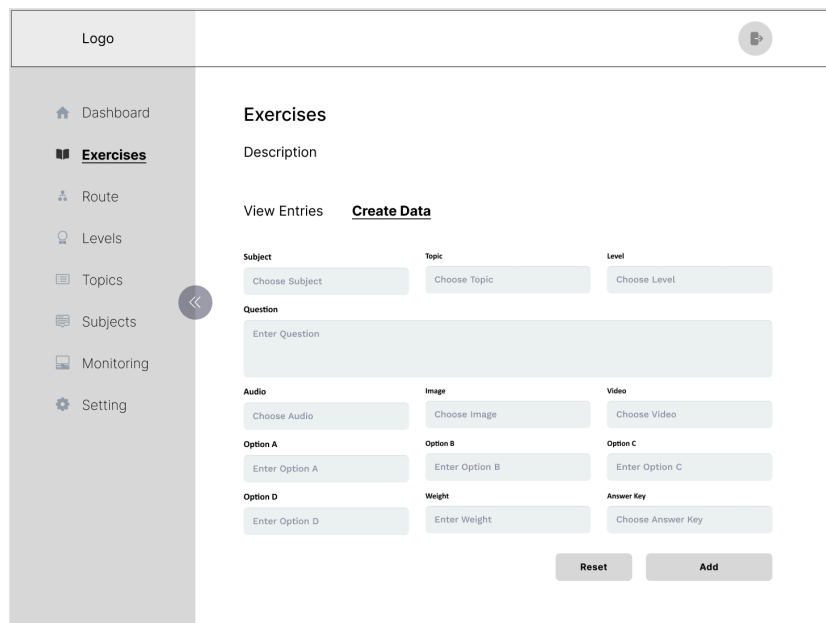 Logo
Dashboard
Exercises
Route
Levels
Topics
Subjects
Monitoring
Setting
Exercises
Description
View Entries Create Data
Subject Topic Level
Choose Subject Choose Topic Choose Level
Question
Enter Question
Audio Image Video
Choose Audio Choose Image Choose Video
Option A Option B Option C
Enter Option A Enter Option B Enter Option C
Option D Weight Answer Key
Enter Option D Enter Weight Choose Answer Key
Reset Add